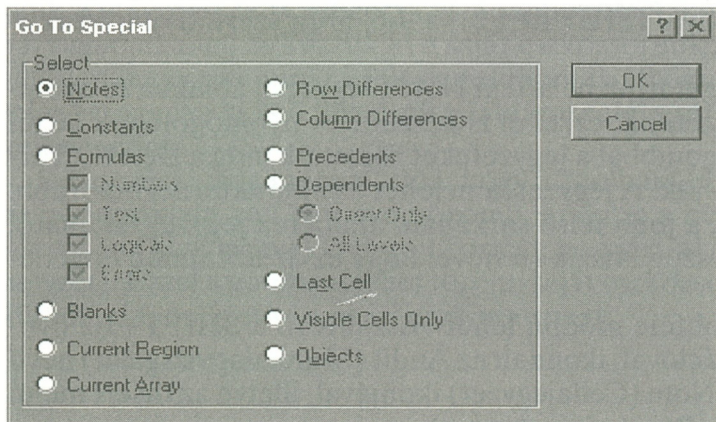 Go To Special
Select
Notes
Constants
Formulas
Numbers
Text
Logicals
Errors
Blanks
Current Region
Current Array
Row Differences
Column Differences
Precedents
Dependents
Direct Only
All Levels
Last Cell
Visible Cells Only
Objects
OK
Cancel